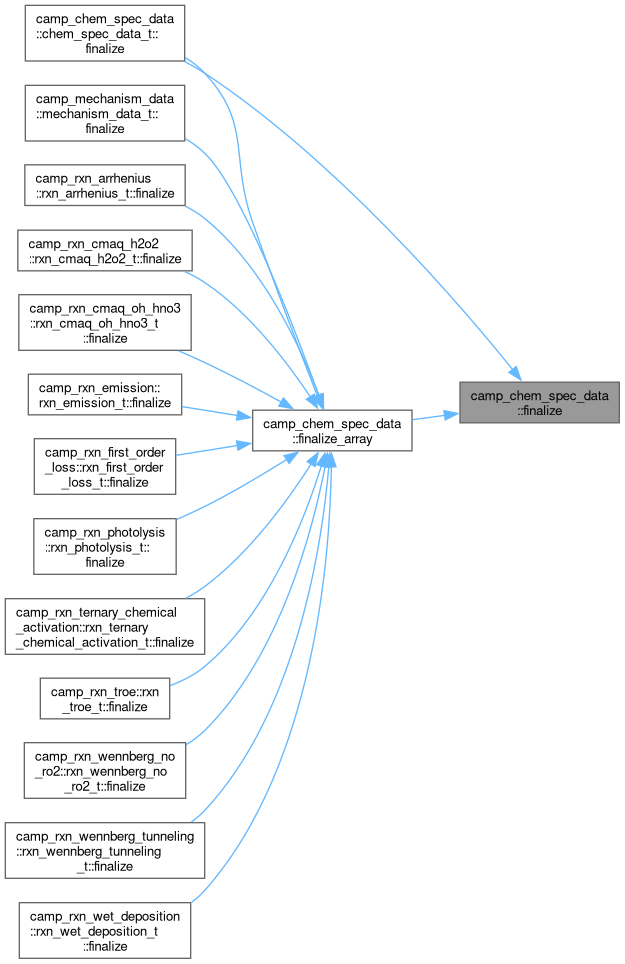 camp_chem_spec_data
::chem_spec_data_t::
finalize
camp_mechanism_data
::mechanism_data_t::
finalize
camp_rxn_arrhenius
::rxn_arrhenius_t::finalize
camp_rxn_cmaq_h2o2
::rxn_cmaq_h2o2_t::finalize
camp_rxn_cmaq_oh_hno3
::rxn_cmaq_oh_hno3_t
::finalize
camp_rxn_emission::
rxn_emission_t::finalize
camp_rxn_first_order
_loss::rxn_first_order
_loss_t::finalize
camp_rxn_photolysis
::rxn_photolysis_t::
finalize
camp_rxn_ternary_chemical
_activation::rxn_ternary
_chemical_activation_t::finalize
camp_rxn_troe::rxn
_troe_t::finalize
camp_rxn_wennberg_no
_ro2::rxn_wennberg_no
_ro2_t::finalize
camp_rxn_wennberg_tunneling
::rxn_wennberg_tunneling
_t::finalize
camp_rxn_wet_deposition
::rxn_wet_deposition_t
::finalize
camp_chem_spec_data
::finalize_array
camp_chem_spec_data
::finalize